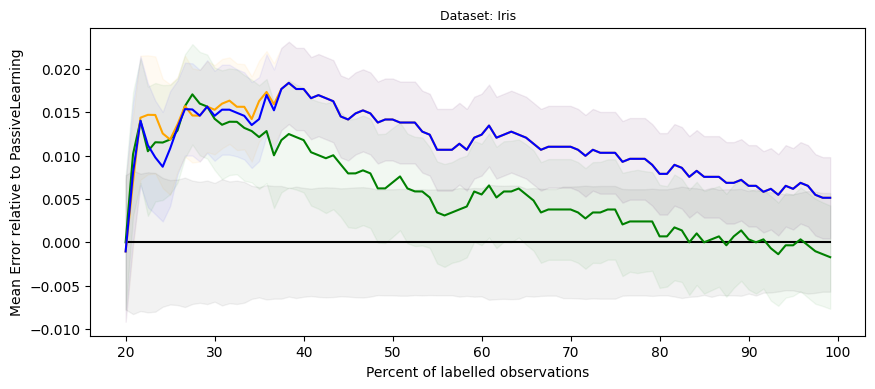 Dataset: Iris
Mean Error relative to PassiveLearning
0.020
0.015
0.010
0.005
0.000
−0.005
−0.010
20 30 40 50 60 70 80 90 100
Percent of labelled observations